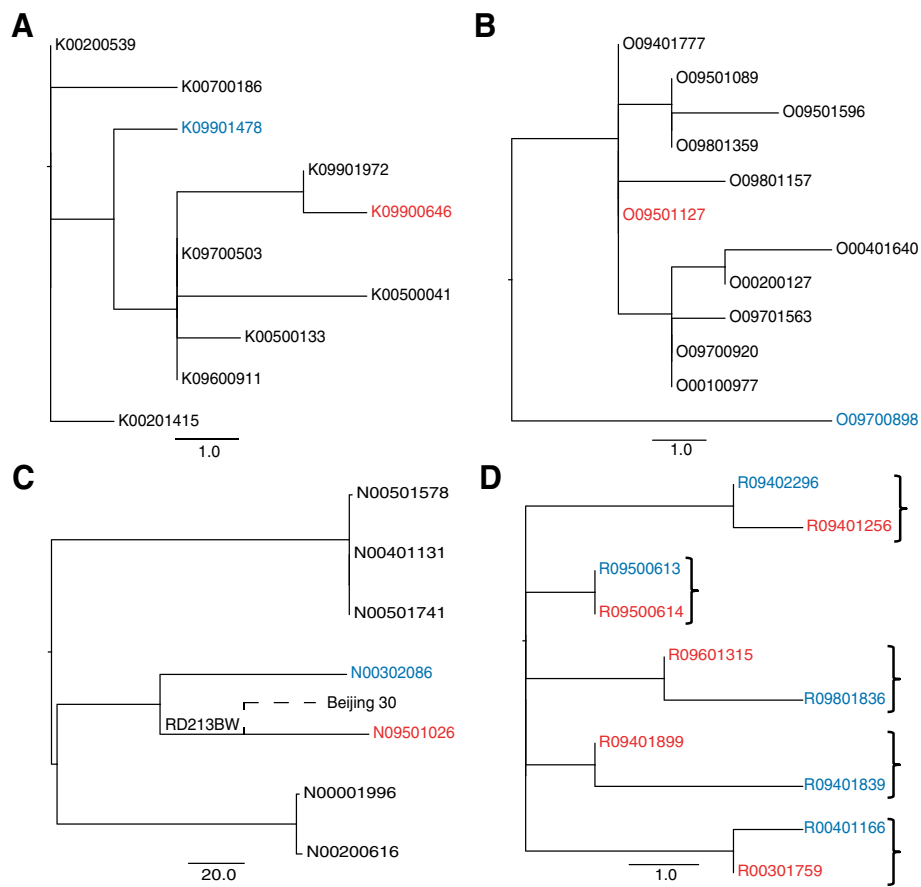 A
K00200539
K00700186
K09901478
K09901972
K09900646
K09700503
K00500041
K00500133
K09600911
K00201415
1.0
B
O09401777
O09501089
O09501596
O09801359
O09801157
O09501127
O00401640
O00200127
O09701563
O09700920
O00100977
O09700898
1.0
C
N00501578
N00401131
N00501741
N00302086
Beijing 30
RD213BW
N09501026
N00001996
N00200616
20.0
D
R09402296
R09401256
R09500613
R09500614
R09601315
R09801836
R09401899
R09401839
R00401166
R00301759
1.0